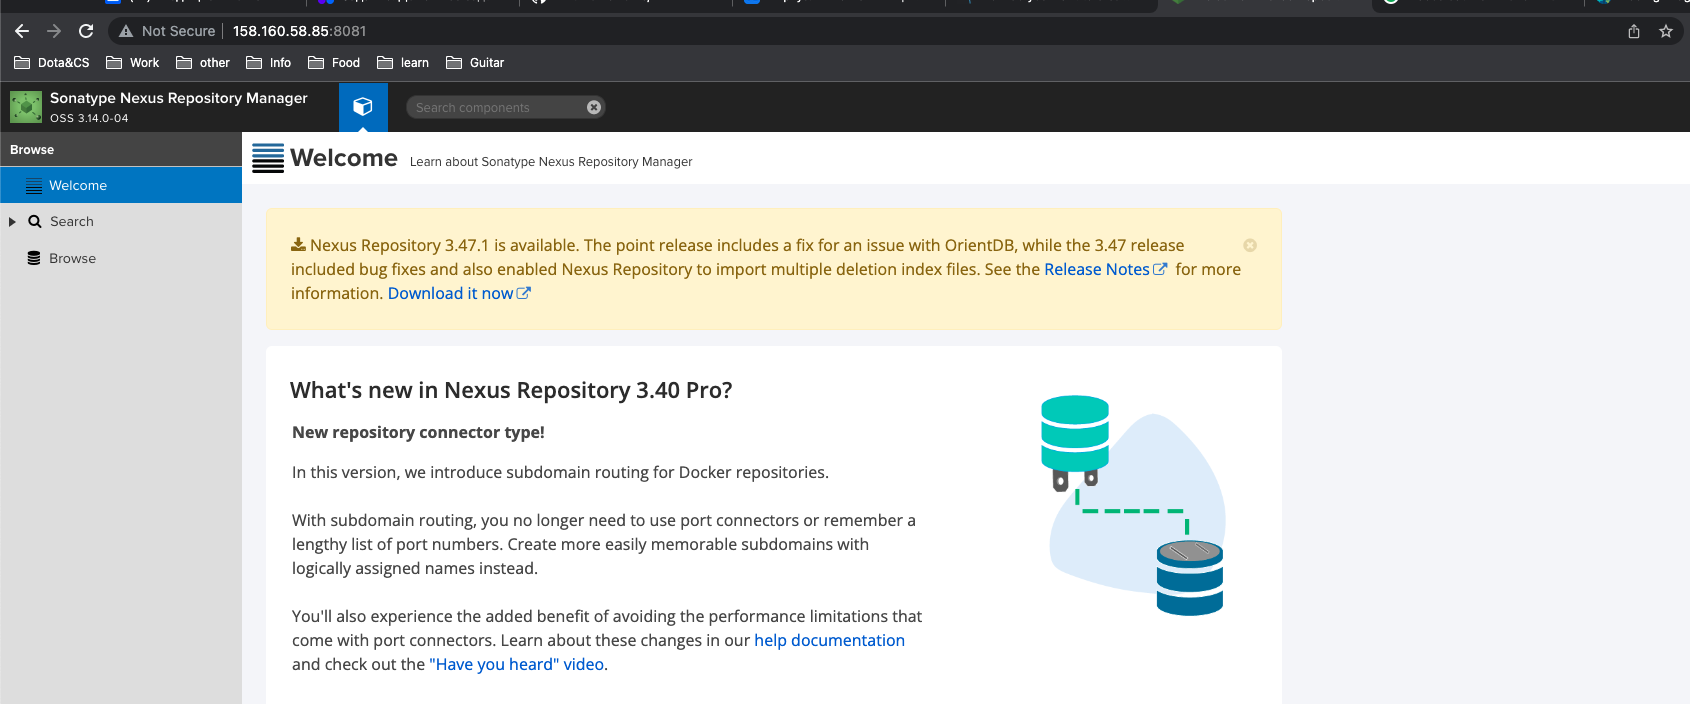 Not Secure 158.160.58.85:8081
Dota&CS Work other Info Food learn Guitar
Sonatype Nexus Repository Manager
OSS 3.14.0-04
Search components
Browse
Welcome
Search
Browse
Welcome Learn about Sonatype Nexus Repository Manager
Nexus Repository 3.47.1 is available. The point release includes a fix for an issue with OrientDB, while the 3.47 release
included bug fixes and also enabled Nexus Repository to import multiple deletion index files. See the Release Notes for more
information. Download it now
What's new in Nexus Repository 3.40 Pro?
New repository connector type!
In this version, we introduce subdomain routing for Docker repositories.
With subdomain routing, you no longer need to use port connectors or remember a
lengthy list of port numbers. Create more easily memorable subdomains with
logically assigned names instead.
You'll also experience the added benefit of avoiding the performance limitations that
come with port connectors. Learn about these changes in our help documentation
and check out the "Have you heard" video.